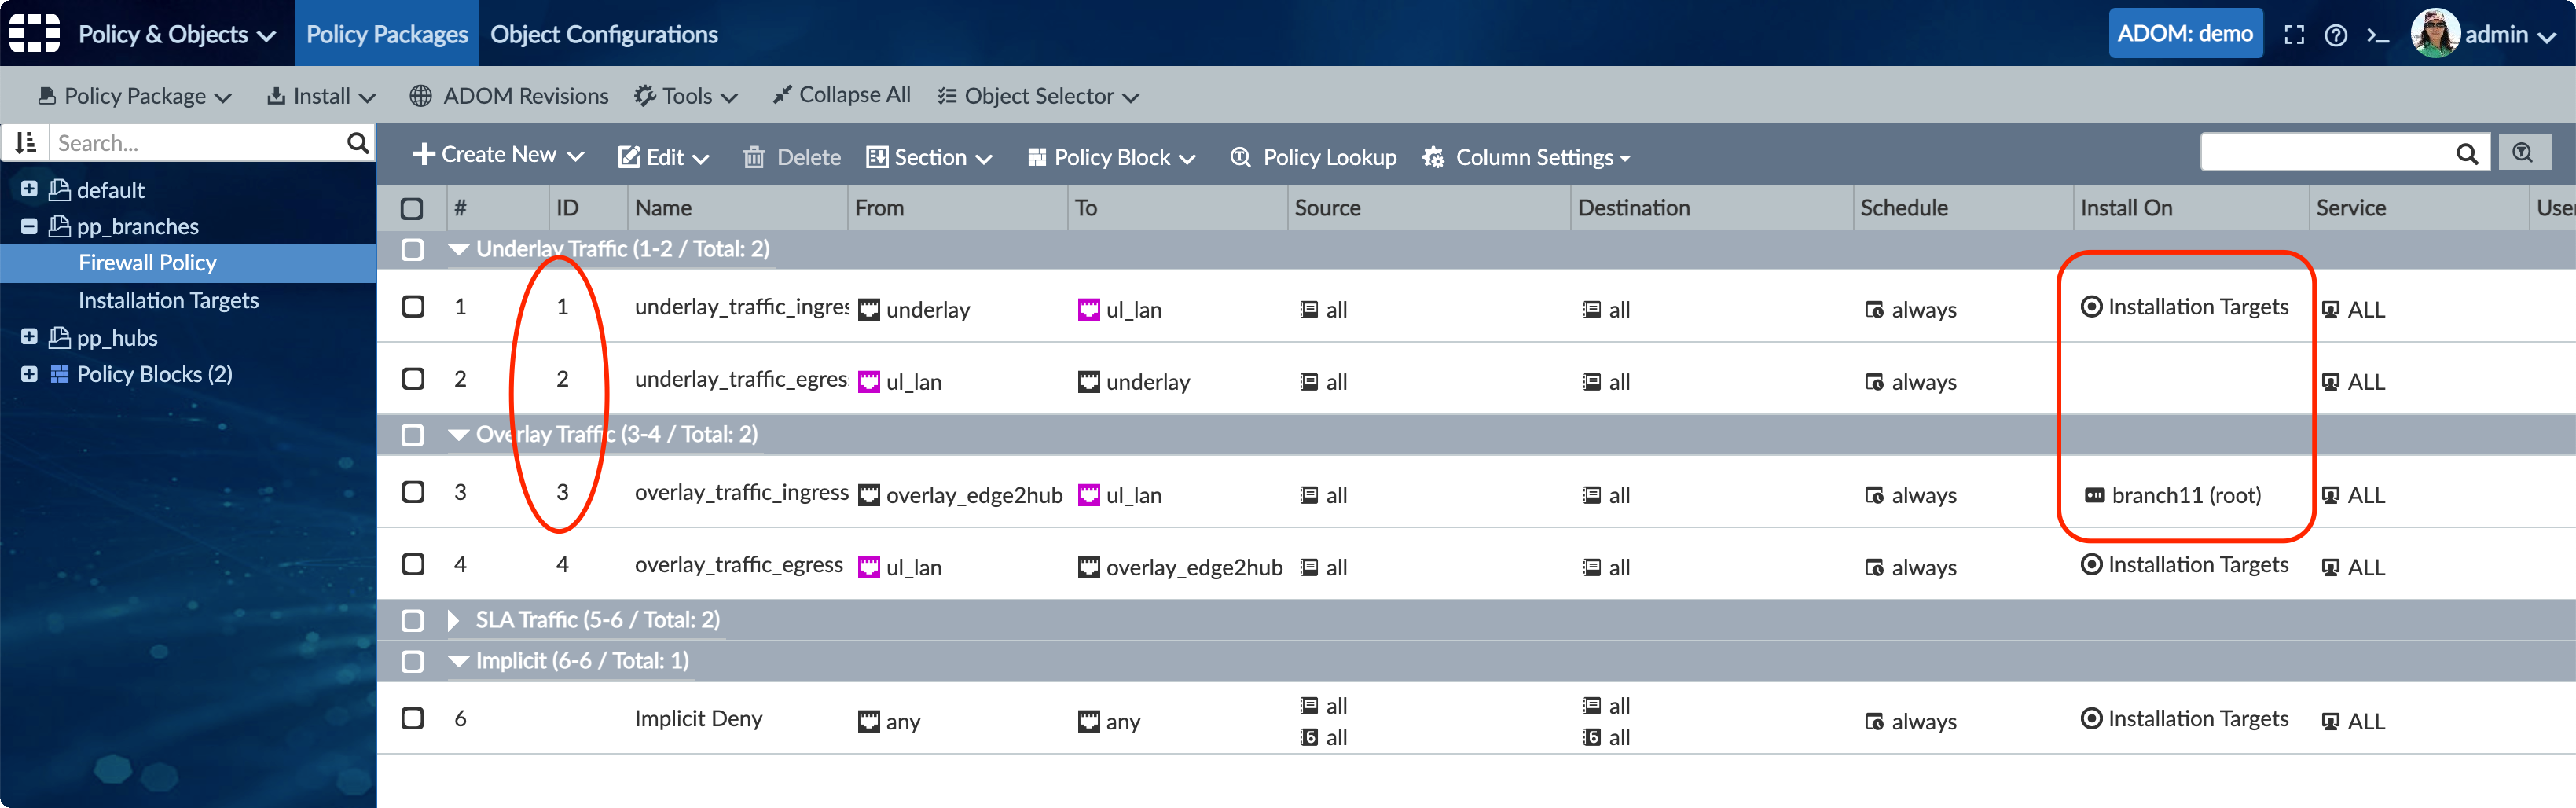 Policy & Objects Policy Packages Object Configurations ADOM: demo admin
Policy Package Install ADOM Revisions Tools Collapse All Object Selector
Search... Create New Edit Delete Section Policy Block Policy Lookup Column Settings
# ID Name From To Source Destination Schedule Install On Service User
default
pp_branches
Firewall Policy
Installation Targets
pp_hubs
Policy Blocks (2)
Underlay Traffic (1-2 / Total: 2)
1 1 underlay_traffic_ingres underlay ul_lan all all always Installation Targets ALL
2 2 underlay_traffic_egres ul_lan underlay all all always ALL
Overlay Traffic (3-4 / Total: 2)
3 3 overlay_traffic_ingress overlay_edge2hub ul_lan all all always branch11 (root) ALL
4 4 overlay_traffic_egress ul_lan overlay_edge2hub all all always Installation Targets ALL
SLA Traffic (5-6 / Total: 2)
Implicit (6-6 / Total: 1)
6 Implicit Deny any any all all always Installation Targets ALL
6 all 6 all